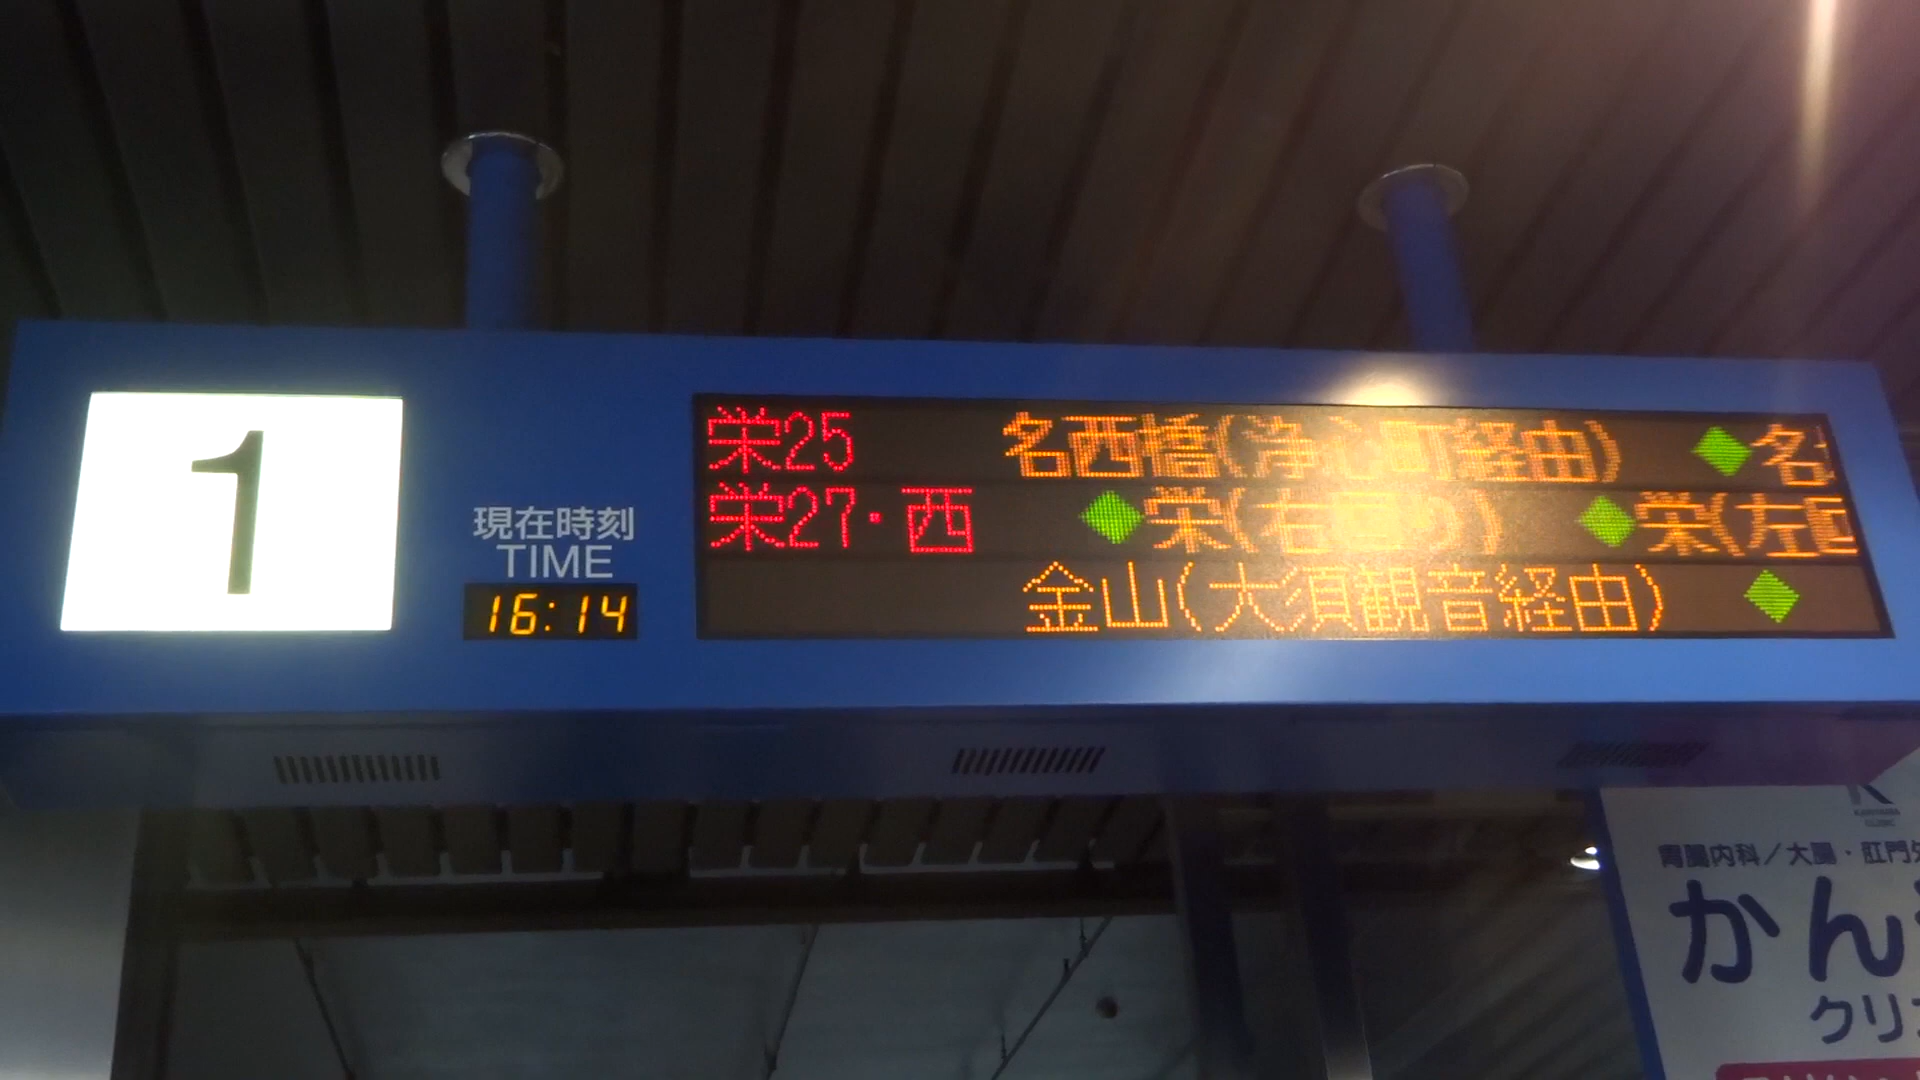 1
現在時刻
TIME
16:14
栄25 名西橋(浄心町経由) ◆名
栄27・西 ◆栄(右回り) ◆栄(左回
金山(大須観音経由) ◆
胃腸内科／大腸・肛門外
かん
クリ